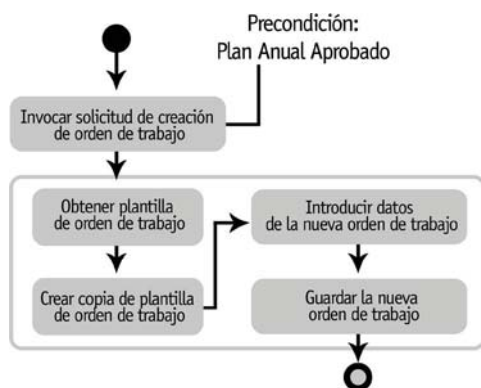 Precondición:
Plan Anual Aprobado
Invocar solicitud de creación
de orden de trabajo
Obtener plantilla
de orden de trabajo
Crear copia de plantilla
de orden de trabajo
Introducir datos
de la nueva orden de trabajo
Guardar la nueva
orden de trabajo